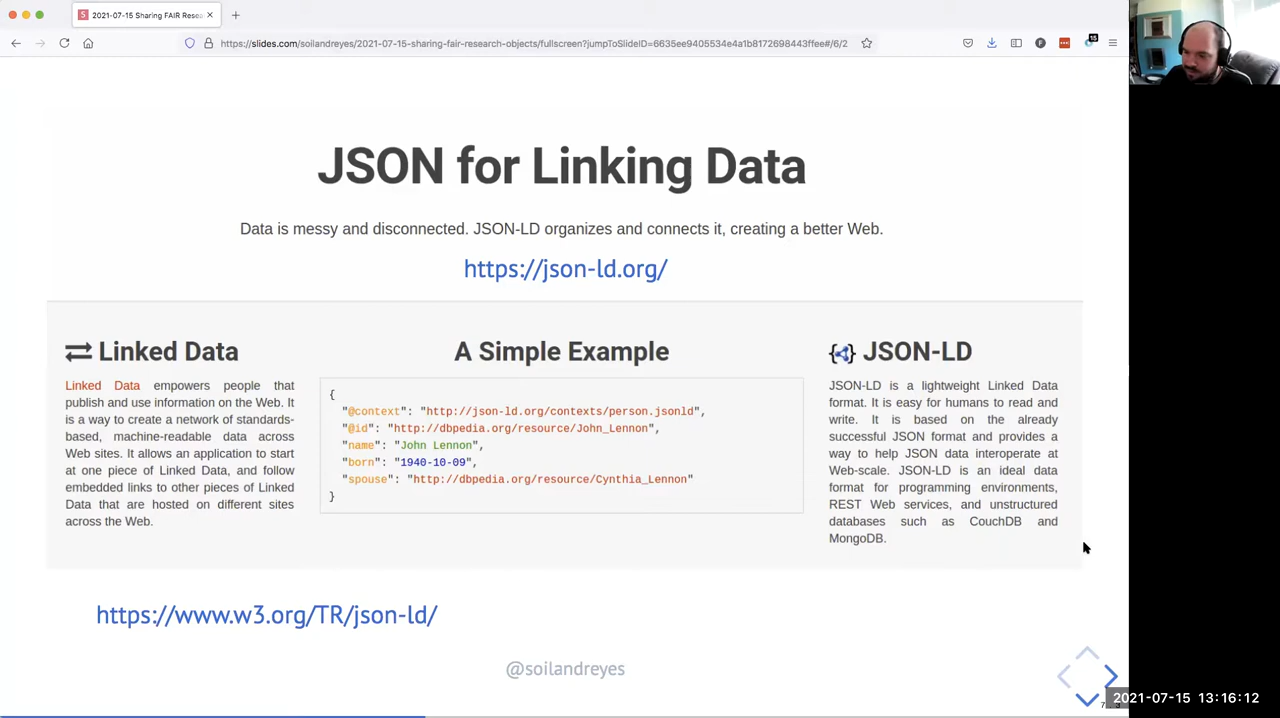 2021-07-15 Sharing FAIR Resea
https://slides.com/soilandreyes/2021-07-15-sharing-fair-research-objects/fullscreen?jumpToSlideID=6635ee9405534e4a1b8172698443ffee#/6/2
15
JSON for Linking Data
Data is messy and disconnected. JSON-LD organizes and connects it, creating a better Web.
https://json-ld.org/
Linked Data
Linked Data empowers people that
publish and use information on the Web. It
is a way to create a network of standards-
based, machine-readable data across
Web sites. It allows an application to start
at one piece of Linked Data, and follow
embedded links to other pieces of Linked
Data that are hosted on different sites
across the Web.
A Simple Example
{
"@context": "http://json-ld.org/contexts/person.jsonld",
"@id": "http://dbpedia.org/resource/John_Lennon",
"name": "John Lennon",
"born": "1940-10-09",
"spouse": "http://dbpedia.org/resource/Cynthia_Lennon"
}
JSON-LD
JSON-LD is a lightweight Linked Data
format. It is easy for humans to read and
write. It is based on the already
successful JSON format and provides a
way to help JSON data interoperate at
Web-scale. JSON-LD is an ideal data
format for programming environments,
REST Web services, and unstructured
databases such as CouchDB and
MongoDB.
https://www.w3.org/TR/json-ld/
@soilandreyes
2021-07-15 13:16:12